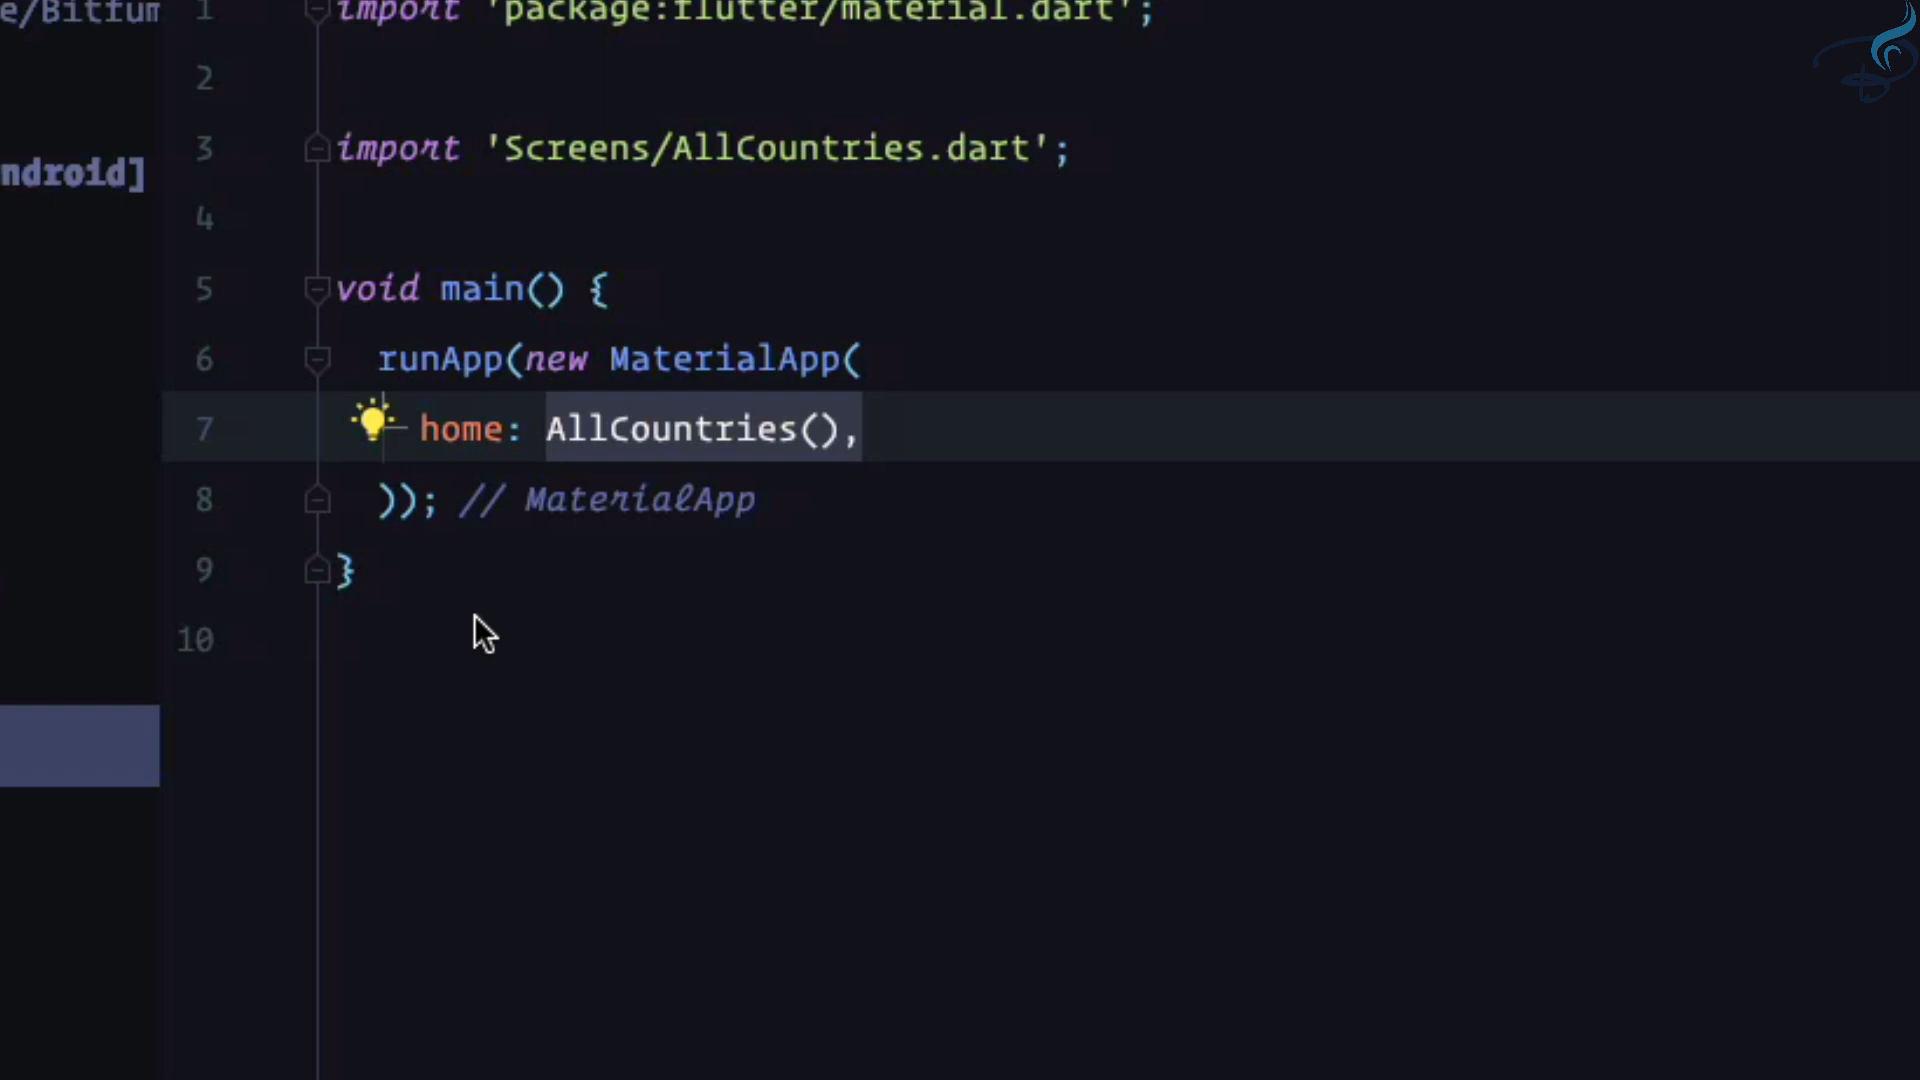 e/Bitfum
ndroid]
1 import 'package:flutter/material.dart';
2
3 import 'Screens/AllCountries.dart';
4
5 void main() {
6 runApp(new MaterialApp(
7 home: AllCountries(),
8 )); // MaterialApp
9 }
10